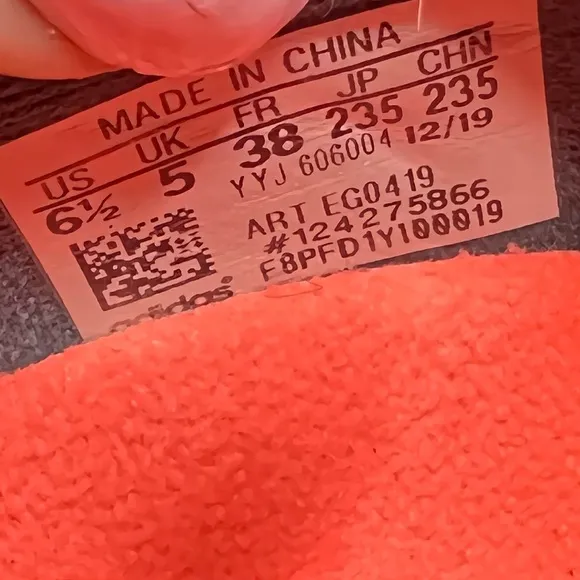 MADE IN CHINA
US UK FR JP CHN
6½ 5 38 235 235
YYJ 606004 12/19
ART EG0419
#124275866
F8PFD1Y100019
adidas